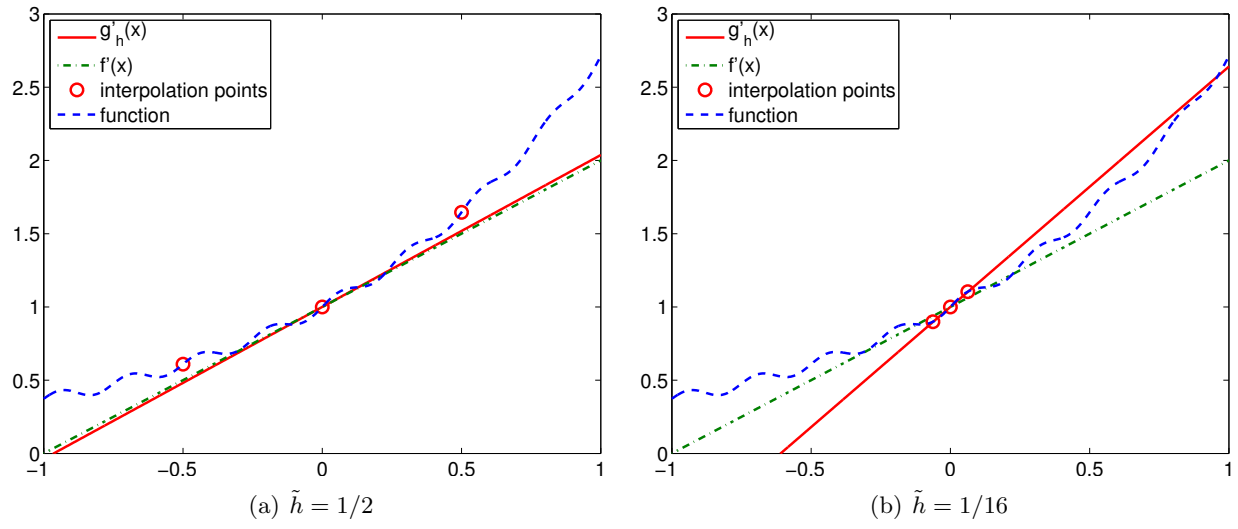 3
2.5
2
1.5
1
0.5
0
−1
−0.5
0
0.5
1
g'h(x)
f'(x)
interpolation points
function
(a) h̃ = 1/2
3
2.5
2
1.5
1
0.5
0
−1
−0.5
0
0.5
1
g'h(x)
f'(x)
interpolation points
function
(b) h̃ = 1/16